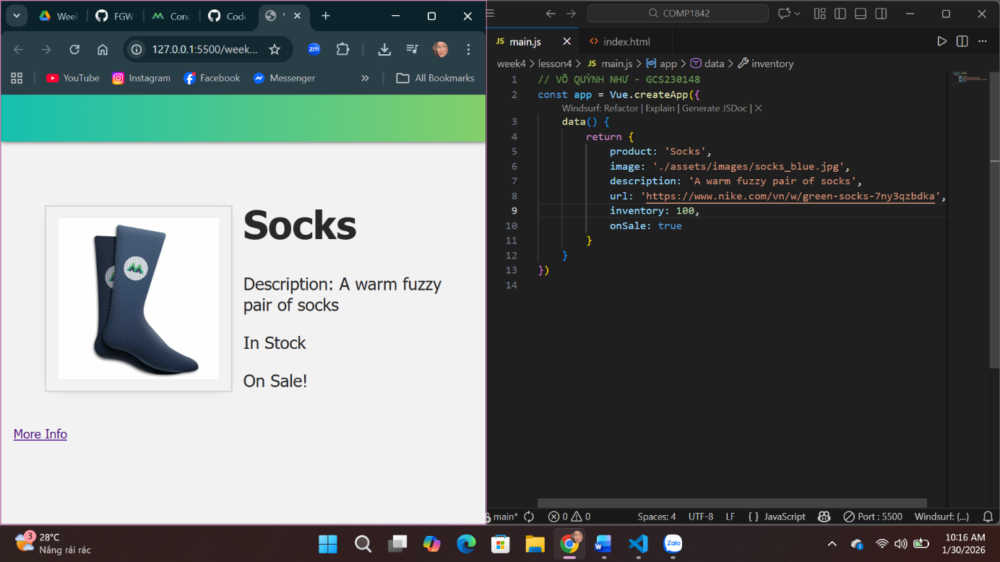 Weel
FGW
Conc
Code
127.0.0.1:5500/week...
zm
YouTube
Instagram
Facebook
Messenger
»
All Bookmarks
Socks
Description: A warm fuzzy
pair of socks
In Stock
On Sale!
More Info
COMP1842
JS main.js
<> index.html
week4 > lesson4 > JS main.js > app > data > inventory
1 // VÕ QUỲNH NHƯ - GCS230148
2 const app = Vue.createApp({
Windsurf: Refactor | Explain | Generate JSDoc | ×
3 data() {
4 return {
5 product: 'Socks',
6 image: './assets/images/socks_blue.jpg',
7 description: 'A warm fuzzy pair of socks',
8 url: 'https://www.nike.com/vn/w/green-socks-7ny3qzbdka',
9 inventory: 100,
10 onSale: true
11 }
12 }
13 })
14
main* 0 0 Spaces: 4 UTF-8 LF { } JavaScript Port : 5500 Windsurf: {...}
3
28°C
Nắng rải rác
Zalo
10:16 AM
1/30/2026